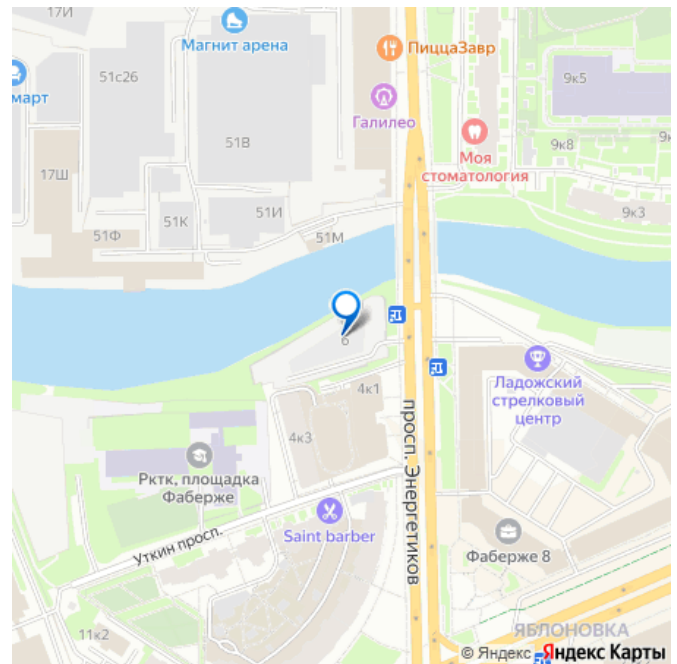 17И
Магнит арена
ПиццаЗавр
51с26
март
9к5
Галилео
51В
9к8
9к
Моя
стоматология
17Ш
51К
51И
9к3
51Ф
51М
6
Ладожский
стрелковый
центр
4к1
просп. Энергетиков
4к3
Рктк, площадка
Фаберже
Saint barber
Уткин просп.
Фаберже 8
11к2
ЯБЛОНОВКА
© Яндекс Яндекс Карты